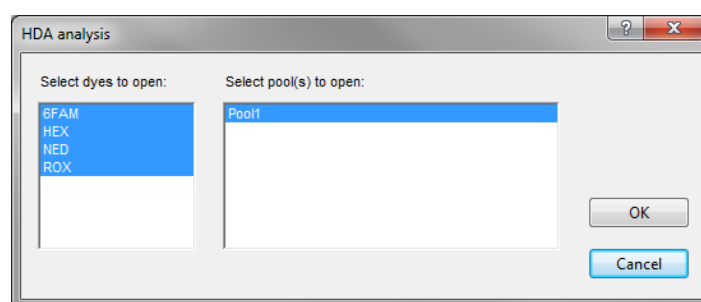 HDA analysis
Select dyes to open: Select pool(s) to open:
6FAM Pool1
HEX
NED
ROX
OK
Cancel